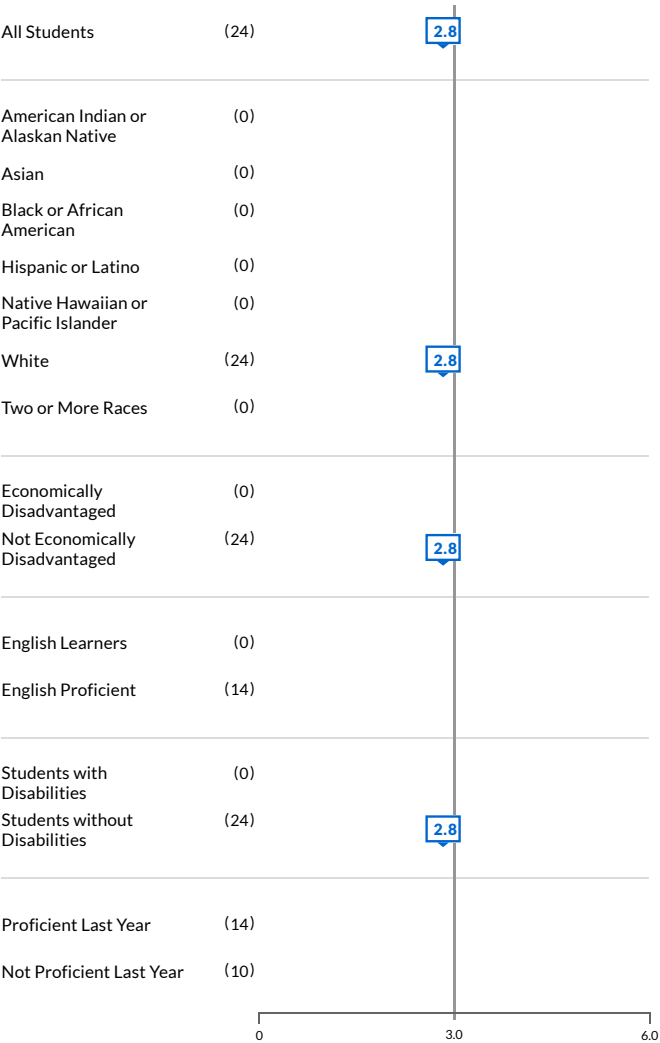 All Students (24) 2.8
American Indian or (0)
Alaskan Native
Asian (0)
Black or African (0)
American
Hispanic or Latino (0)
Native Hawaiian or (0)
Pacific Islander
White (24) 2.8
Two or More Races (0)
Economically (0)
Disadvantaged
Not Economically (24) 2.8
Disadvantaged
English Learners (0)
English Proficient (14)
Students with (0)
Disabilities
Students without (24) 2.8
Disabilities
Proficient Last Year (14)
Not Proficient Last Year (10)
0 3.0 6.0